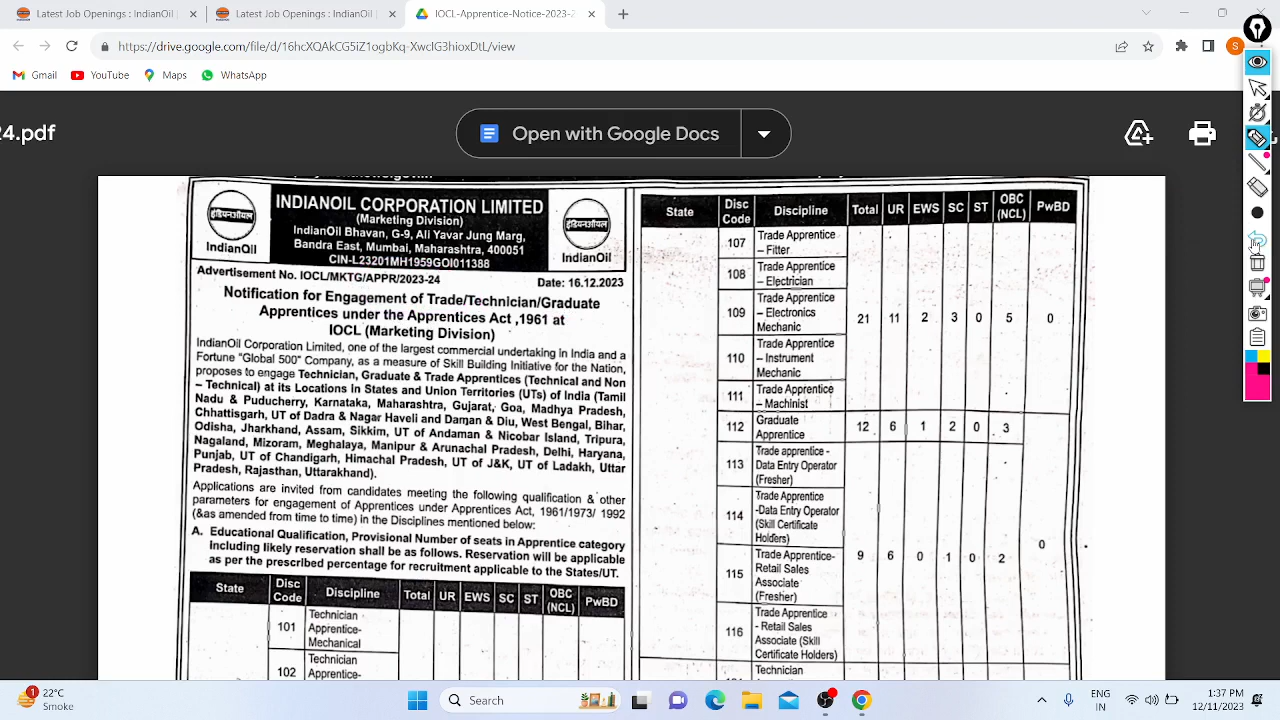 Latest Job Openings : IndianOil
Latest Job Openings : IndianOil
IOCL-Apprentice-Notice-2023-2
https://drive.google.com/file/d/16hcXQAkCG5IZ1ogbKq-XwcIG3hioxDtL/view
S
Gmail
YouTube
Maps
WhatsApp
24.pdf
Open with Google Docs
इंडियनऑयल
IndianOil
INDIANOIL CORPORATION LIMITED
(Marketing Division)
IndianOil Bhavan, G-9, Ali Yavar Jung Marg,
Bandra East, Mumbai, Maharashtra, 400051
CIN-L23201MH1959GOI011388
इंडियनऑयल
IndianOil
Advertisement No. IOCL/MKTG/APPR/2023-24
Date: 16.12.2023
Notification for Engagement of Trade/Technician/Graduate
Apprentices under the Apprentices Act ,1961 at
IOCL (Marketing Division)
IndianOil Corporation Limited, one of the largest commercial undertaking in India and a
Fortune "Global 500" Company, as a measure of Skill Building Initiative for the Nation,
proposes to engage Technician, Graduate & Trade Apprentices (Technical and Non
– Technical) at its Locations in States and Union Territories (UTs) of India (Tamil
Nadu & Puducherry, Karnataka, Maharashtra, Gujarat, Goa, Madhya Pradesh,
Chhattisgarh, UT of Dadra & Nagar Haveli and Daman & Diu, West Bengal, Bihar,
Odisha, Jharkhand, Assam, Sikkim, UT of Andaman & Nicobar Island, Tripura,
Nagaland, Mizoram, Meghalaya, Manipur & Arunachal Pradesh, Delhi, Haryana,
Punjab, UT of Chandigarh, Himachal Pradesh, UT of J&K, UT of Ladakh, Uttar
Pradesh, Rajasthan, Uttarakhand).
Applications are invited from candidates meeting the following qualification & other
parameters for engagement of Apprentices under Apprentices Act, 1961/1973/ 1992
(&as amended from time to time) in the Disciplines mentioned below:
A. Educational Qualification, Provisional Number of seats in Apprentice category
including likely reservation shall be as follows. Reservation will be applicable
as per the prescribed percentage for recruitment applicable to the States/UT.
State Disc Code Discipline Total UR EWS SC ST OBC (NCL) PwBD
101 Technician
Apprentice-
Mechanical
102 Technician
Apprentice-
State Disc Code Discipline Total UR EWS SC ST OBC (NCL) PwBD
107 Trade Apprentice
– Fitter
108 Trade Apprentice
– Electrician
109 Trade Apprentice
– Electronics
Mechanic
21 11 2 3 0 5 0
110 Trade Apprentice
– Instrument
Mechanic
111 Trade Apprentice
– Machinist
112 Graduate
Apprentice
12 6 1 2 0 3
113 Trade apprentice -
Data Entry Operator
(Fresher)
114 Trade Apprentice
-Data Entry Operator
(Skill Certificate
Holders)
115 Trade Apprentice-
Retail Sales
Associate
(Fresher)
9 6 0 1 0 2 0
116 Trade Apprentice
- Retail Sales
Associate (Skill
Certificate Holders)
Technician
1
22°C
Smoke
Search
ENG
IN
1:37 PM
12/11/2023